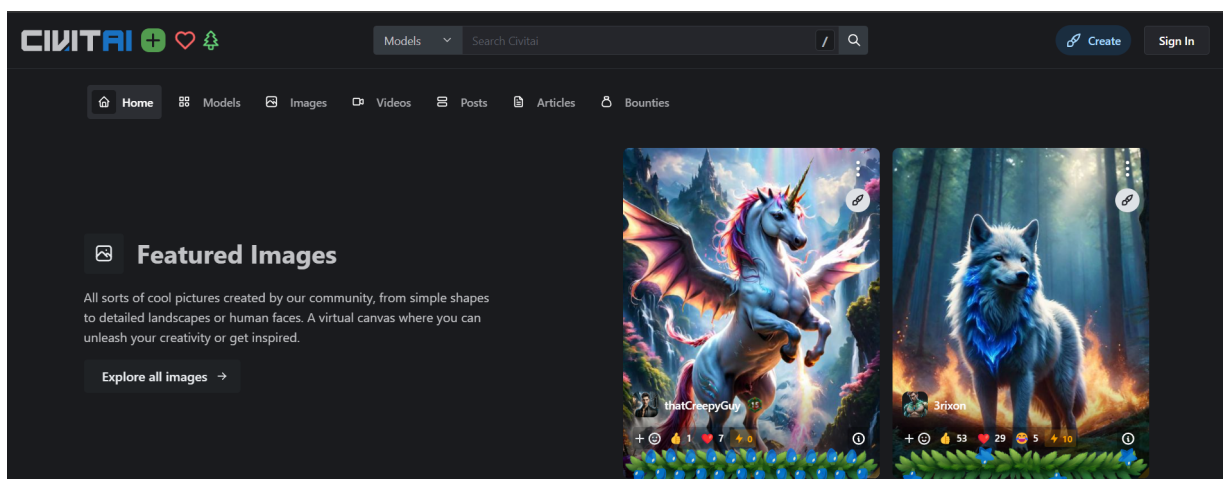 CIVITAI
Models
Search Civitai
/
Create
Sign In
Home
Models
Images
Videos
Posts
Articles
Bounties
Featured Images
All sorts of cool pictures created by our community, from simple shapes
to detailed landscapes or human faces. A virtual canvas where you can
unleash your creativity or get inspired.
Explore all images
thatCreepyGuy
1 7 0
3rixon
53 29 5 10